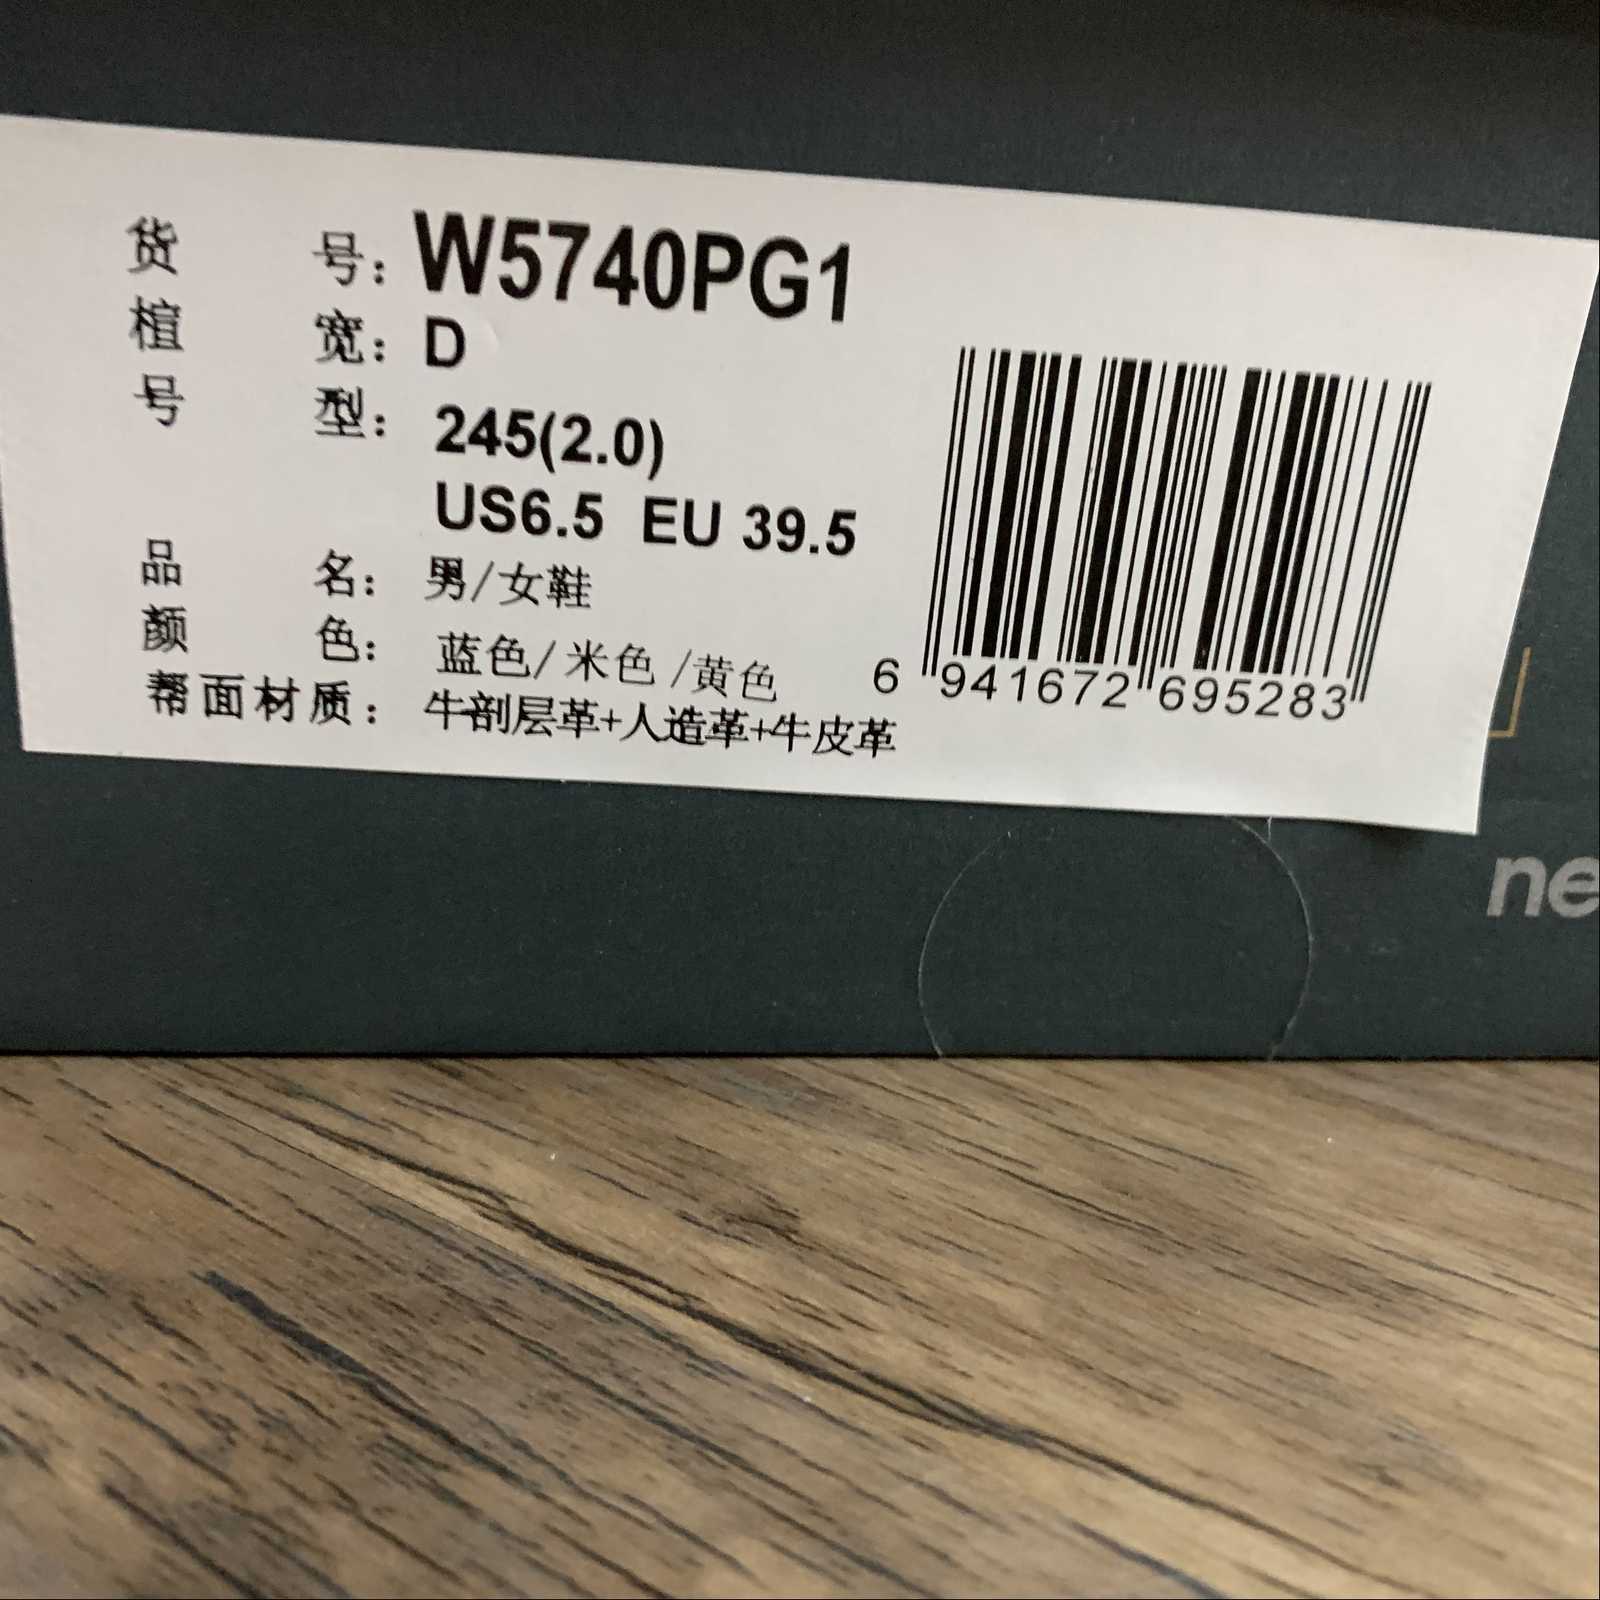 货 号: W5740PG1
楦 宽: D
号 型: 245(2.0)
US6.5 EU 39.5
品 名: 男/女鞋
颜 色: 蓝色/米色/黄色
帮面材质: 牛剖层革+人造革+牛皮革
6 941672 695283
ne